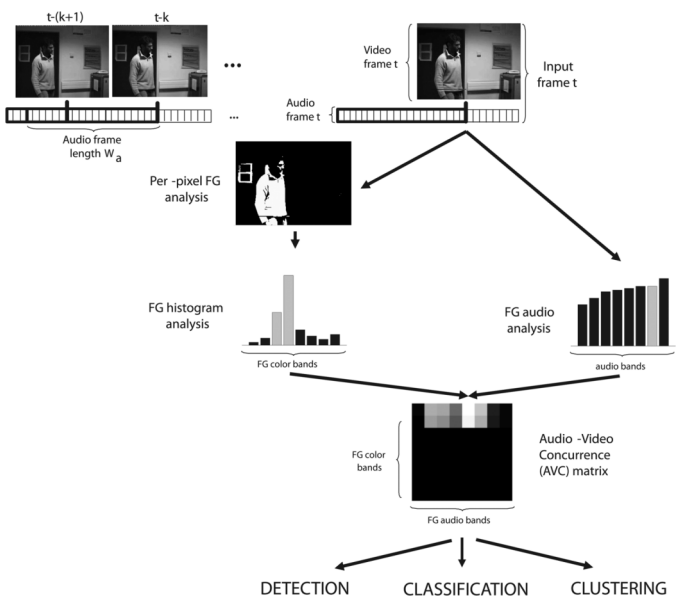 t-(k+1)
t-k
...
Video
frame t
Input
frame t
Audio
frame t
...
Audio frame
length Wa
Per -pixel FG
analysis
FG histogram
analysis
FG color bands
FG audio
analysis
audio bands
FG color
bands
Audio -Video
Concurrence
(AVC) matrix
FG audio bands
DETECTION
CLASSIFICATION
CLUSTERING